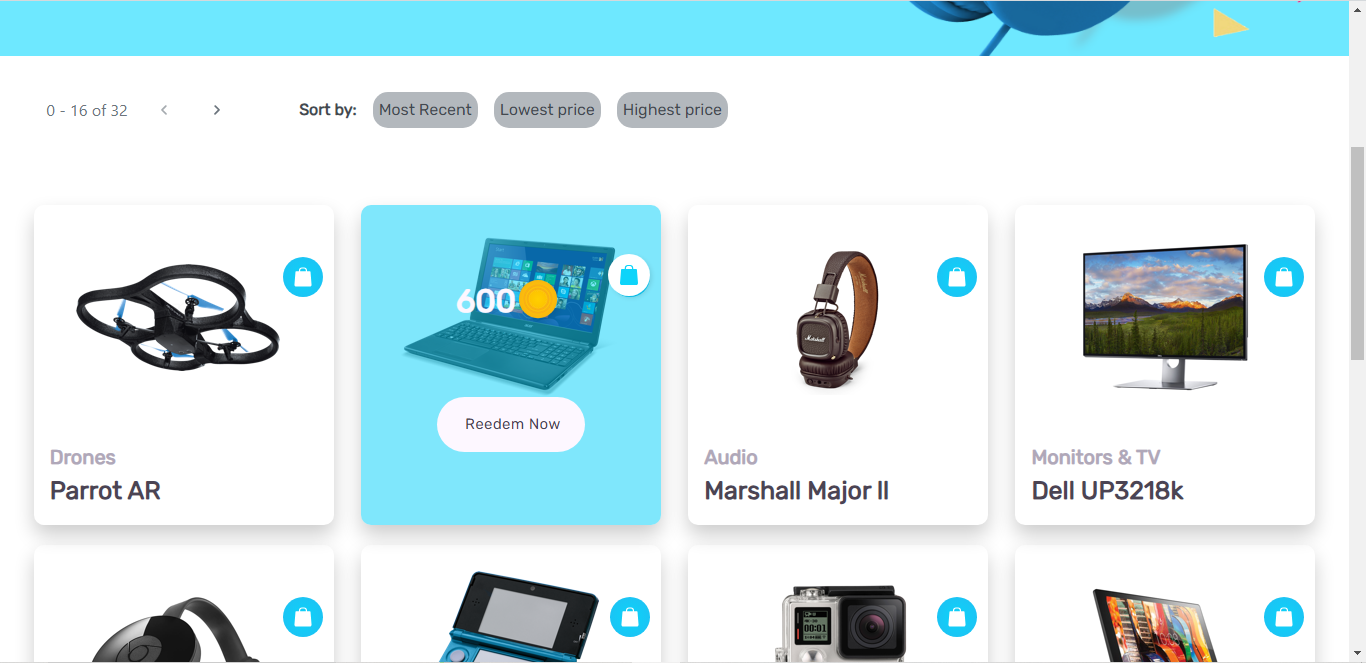 0 - 16 of 32
Sort by:
Most Recent
Lowest price
Highest price
600
Reedem Now
Marshall
Drones
Parrot AR
Audio
Marshall Major II
Monitors & TV
Dell UP3218k
00:01